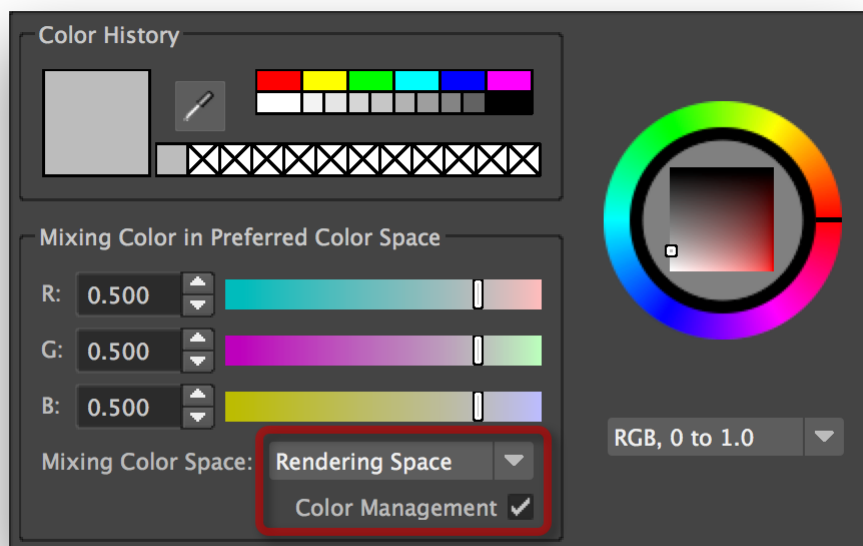 Color History
Mixing Color in Preferred Color Space
R: 0.500
G: 0.500
B: 0.500
RGB, 0 to 1.0
Mixing Color Space: Rendering Space
Color Management